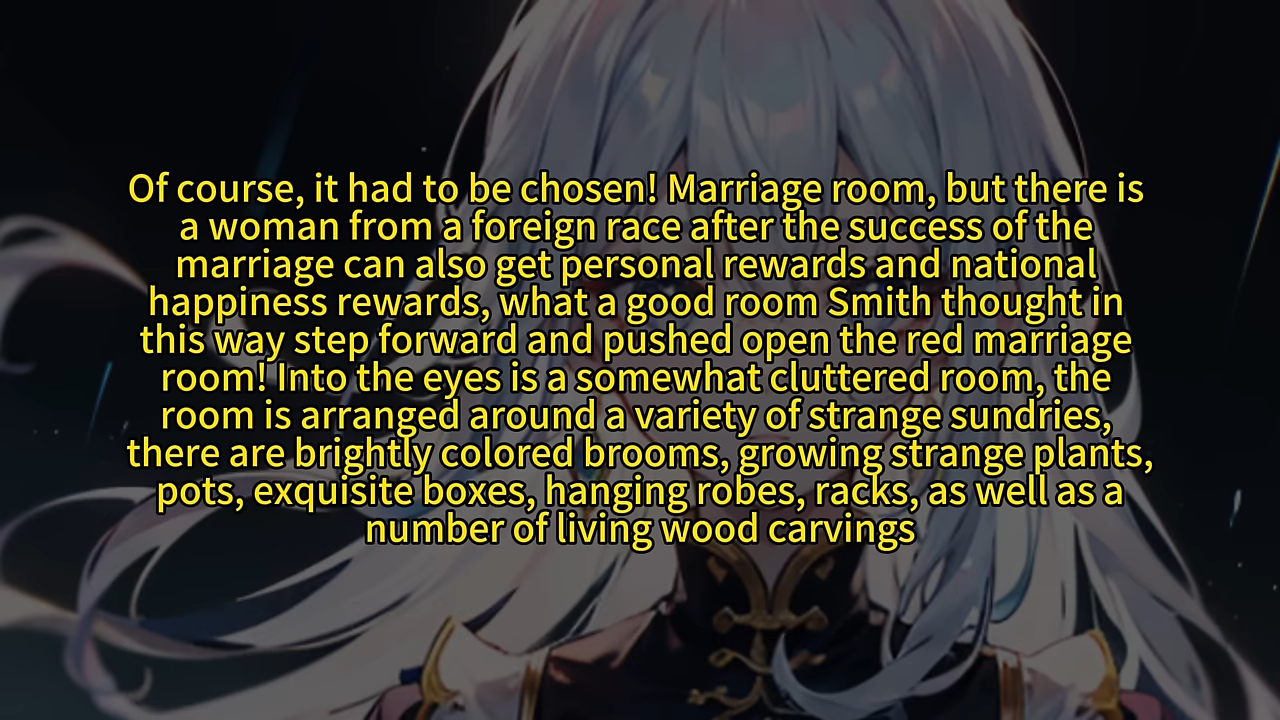 Of course, it had to be chosen! Marriage room, but there is
a woman from a foreign race after the success of the
marriage can also get personal rewards and national
happiness rewards, what a good room Smith thought in
this way step forward and pushed open the red marriage
room! Into the eyes is a somewhat cluttered room, the
room is arranged around a variety of strange sundries,
there are brightly colored brooms, growing strange plants,
pots, exquisite boxes, hanging robes, racks, as well as a
number of living wood carvings